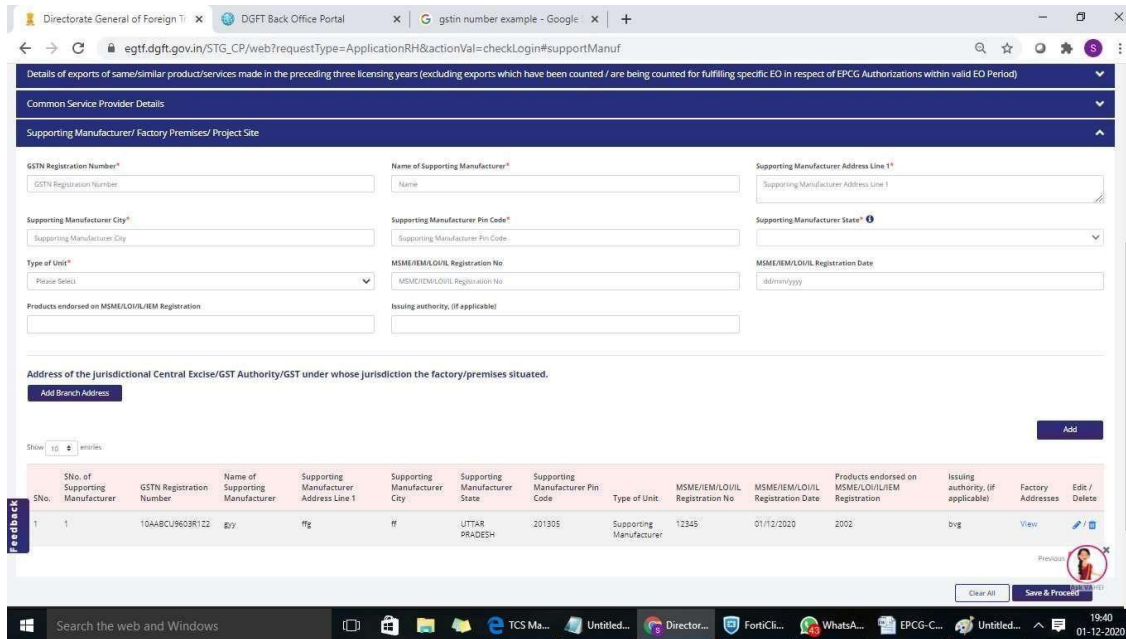 Directorate General of Foreign T
DGFT Back Office Portal
gstin number example - Google
egtf.dgft.gov.in/STG_CP/web?requestType=ApplicationRH&actionVal=checkLogin#supportManuf
S
Details of exports of same/similar product/services made in the preceding three licensing years (excluding exports which have been counted / are being counted for fulfilling specific EO in respect of EPCG Authorizations within valid EO Period)
Common Service Provider Details
Supporting Manufacturer/ Factory Premises/ Project Site
GSTN Registration Number*
Name of Supporting Manufacturer*
Supporting Manufacturer Address Line 1*
GSTN Registration Number
Name
Supporting Manufacturer Address Line 1
Supporting Manufacturer City*
Supporting Manufacturer Pin Code*
Supporting Manufacturer State*
Supporting Manufacturer City
Supporting Manufacturer Pin Code
Type of Unit*
MSME/IEM/LOI/IL Registration No
MSME/IEM/LOI/IL Registration Date
Please Select
MSME/IEM/LOI/IL Registration No
dd/mm/yyyy
Products endorsed on MSME/LOI/IL/IEM Registration
Issuing authority, (if applicable)
Address of the jurisdictional Central Excise/GST Authority/GST under whose jurisdiction the factory/premises situated.
Add Branch Address
Add
Show 10 entries
SNo. SNo. of Supporting Manufacturer GSTN Registration Number Name of Supporting Manufacturer Supporting Manufacturer Address Line 1 Supporting Manufacturer City Supporting Manufacturer State Supporting Manufacturer Pin Code Type of Unit MSME/IEM/LOI/IL Registration No MSME/IEM/LOI/IL Registration Date Products endorsed on MSME/LOI/IL/IEM Registration Issuing authority, (if applicable) Factory Addresses Edit / Delete
1 1 10AABCU9603R1Z2 gyy ffg ff UTTAR PRADESH 201305 Supporting Manufacturer 12345 01/12/2020 2002 bvg View /
Feedback
Previous
Clear All
Save & Proceed
Search the web and Windows
TCS Ma...
Untitled...
Director...
FortiCli...
43
WhatsA...
EPCG-C...
Untitled...
19:40
01-12-2020